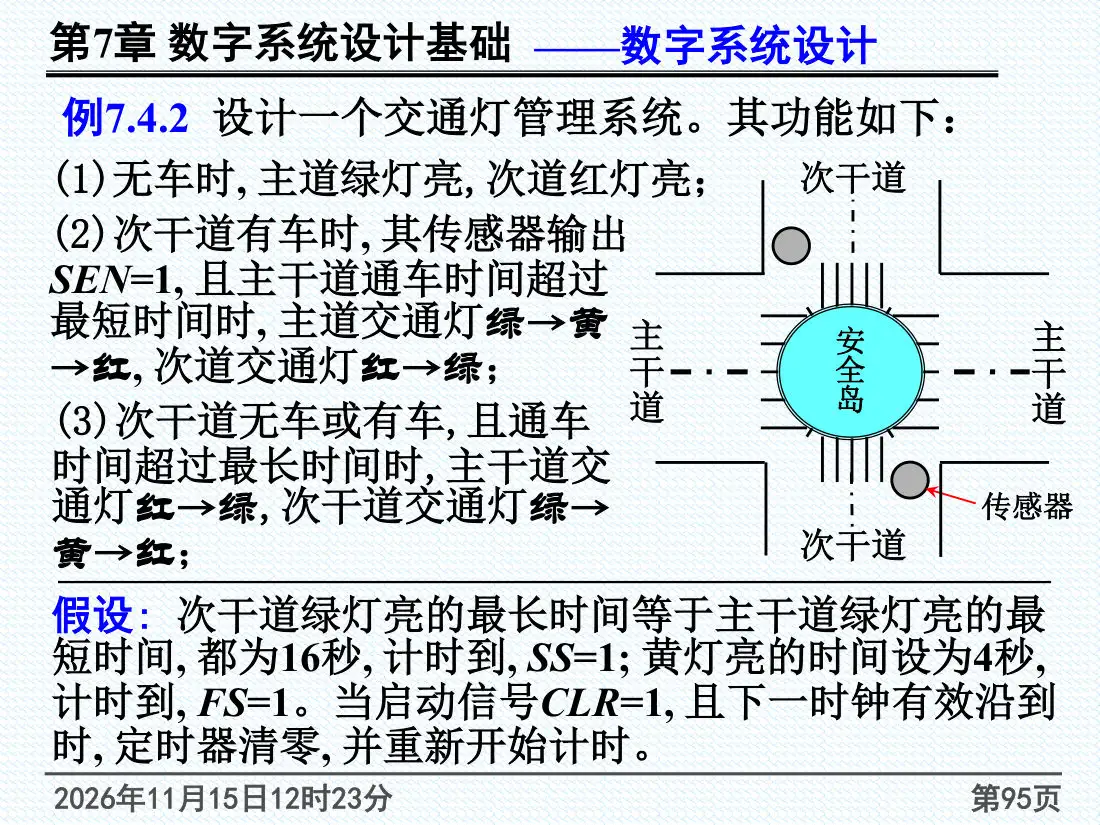 第7章 数字系统设计基础 ——数字系统设计
例7.4.2 设计一个交通灯管理系统。其功能如下：
(1)无车时,主道绿灯亮,次道红灯亮;
(2)次干道有车时,其传感器输出
SEN=1,且主干道通车时间超过
最短时间时,主道交通灯绿→黄
→红,次道交通灯红→绿;
(3)次干道无车或有车,且通车
时间超过最长时间时,主干道交
通灯红→绿,次干道交通灯绿→
黄→红;
次干道
主干道
安全岛
主干道
传感器
次干道
假设: 次干道绿灯亮的最长时间等于主干道绿灯亮的最
短时间,都为16秒,计时到,SS=1;黄灯亮的时间设为4秒,
计时到,FS=1。当启动信号CLR=1,且下一时钟有效沿到
时,定时器清零,并重新开始计时。
2026年11月15日12时23分
第95页